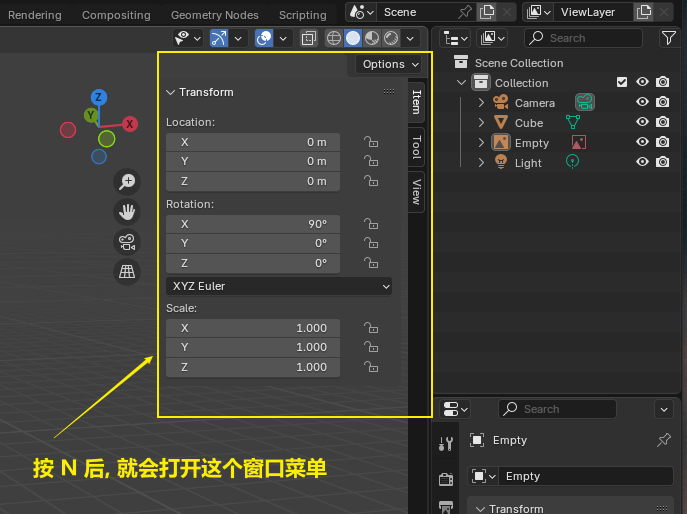 Rendering Compositing Geometry Nodes Scripting Scene ViewLayer
Options
Search
Transform
Scene Collection
Collection
Item
Location:
Camera
X 0 m
Cube
Y 0 m
Tool
Empty
Z 0 m
Light
View
Rotation:
X 90°
Y 0°
Z 0°
XYZ Euler
Scale:
X 1.000
Y 1.000
Z 1.000
Z
Y
X
Search
Empty
Empty
Transform
按 N 后, 就会打开这个窗口菜单